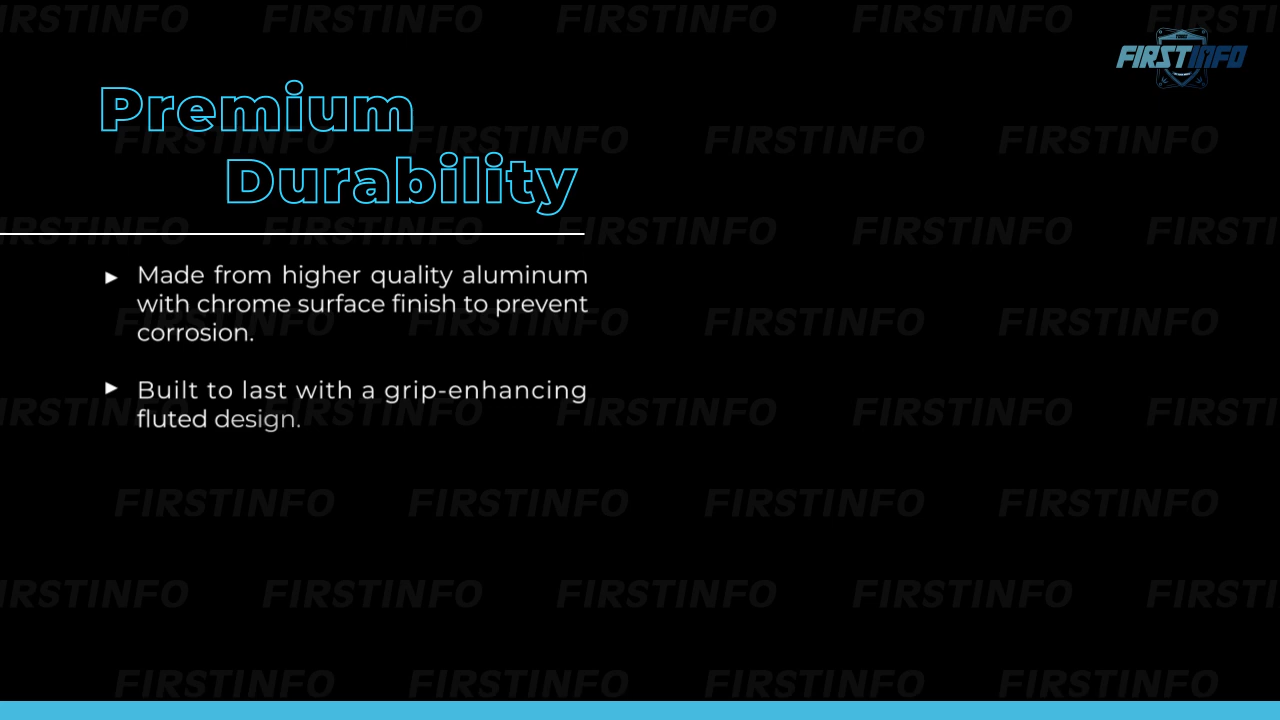 FIRSTINFO
Premium
Durability
► Made from higher quality aluminum
with chrome surface finish to prevent
corrosion.
► Built to last with a grip-enhancing
fluted design.